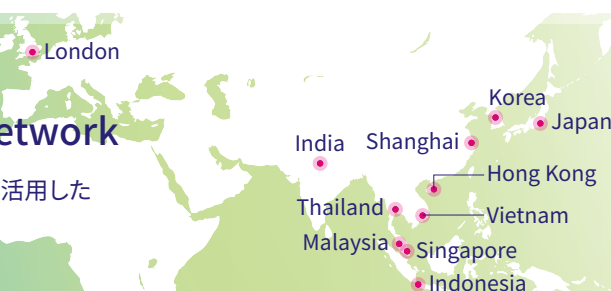 London
Korea
Japan
etwork
India
Shanghai
Hong Kong
活用した
Thailand
Vietnam
Malaysia
Singapore
Indonesia